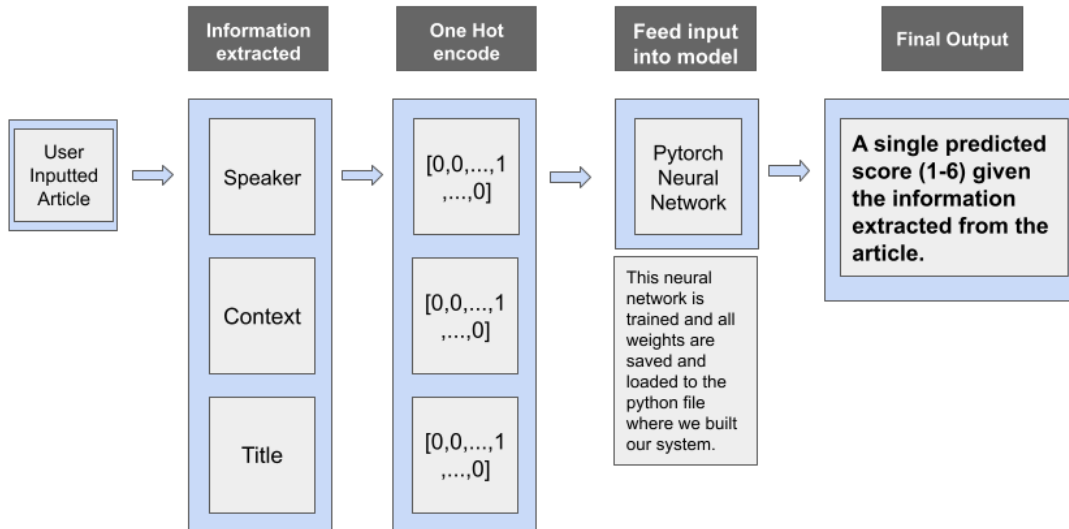 Information
extracted
One Hot
encode
Feed input
into model
Final Output
User
Inputted
Article
Speaker
Context
Title
[0,0,...,1
,...,0]
[0,0,...,1
,...,0]
[0,0,...,1
,...,0]
Pytorch
Neural
Network
This neural
network is
trained and all
weights are
saved and
loaded to the
python file
where we built
our system.
A single predicted
score (1-6) given
the information
extracted from the
article.